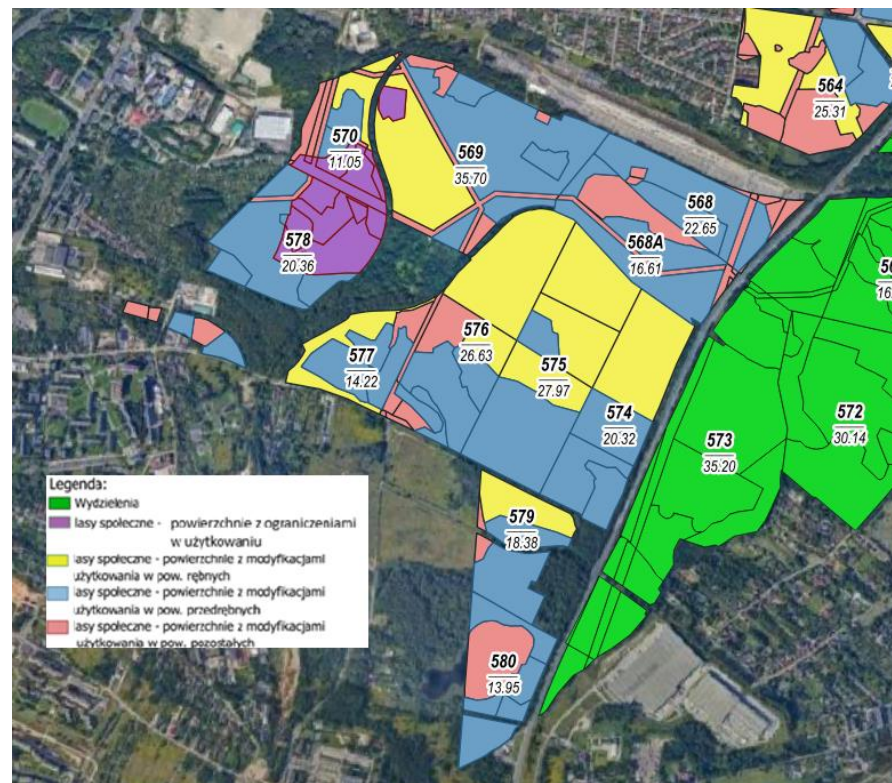 564
25.31
570
11.05
569
35.70
568
22.65
568A
16.61
578
20.36
16.
576
26.63
577
14.22
575
27.97
574
20.32
573
35.20
572
30.14
579
18.38
580
13.95
Legenda:
Wydzielenia
lasy społeczne - powierzchnie z ograniczeniami
w użytkowaniu
lasy społeczne - powierzchnie z modyfikacjami
użytkowania w pow. rębnych
lasy społeczne - powierzchnie z modyfikacjami
użytkowania w pow. przedrębnych
lasy społeczne - powierzchnie z modyfikacjami
użytkowania w pow. pozostałych